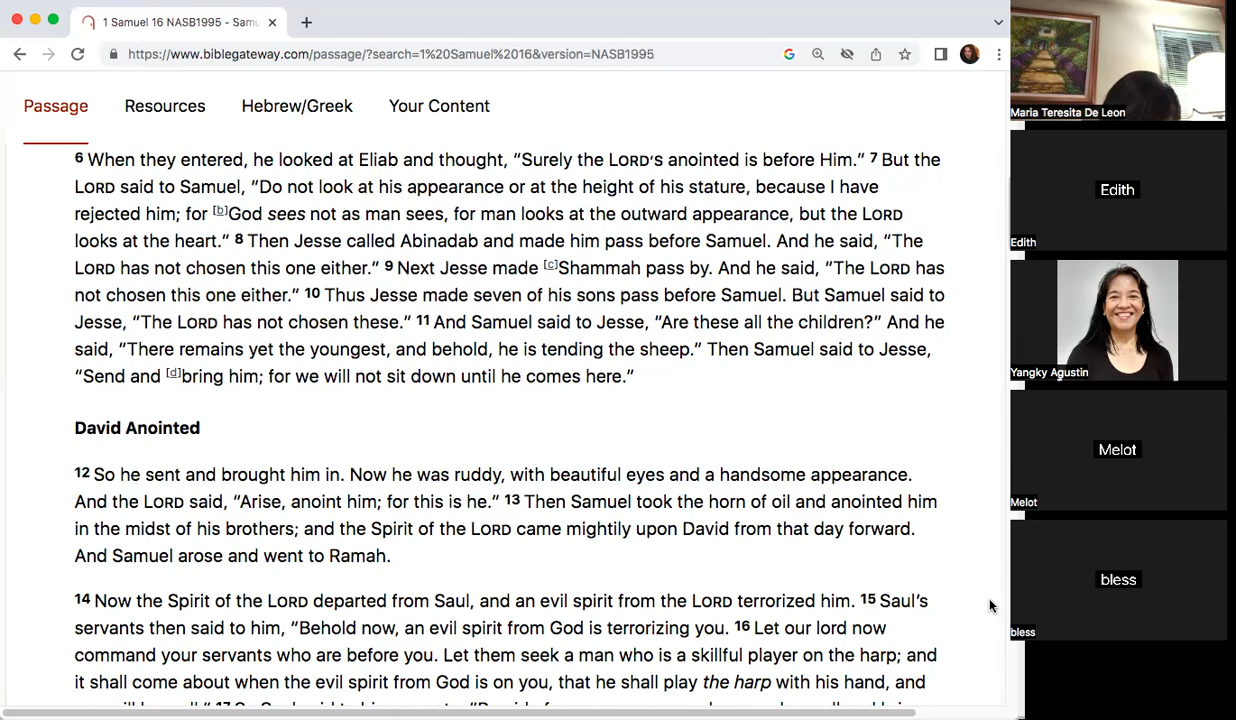 1 Samuel 16 NASB1995 - Samu
https://www.biblegateway.com/passage/?search=1%20Samuel%2016&version=NASB1995
Passage Resources Hebrew/Greek Your Content
6 When they entered, he looked at Eliab and thought, “Surely the LORD’S anointed is before Him.” 7 But the
LORD said to Samuel, “Do not look at his appearance or at the height of his stature, because I have
rejected him; for [b]God sees not as man sees, for man looks at the outward appearance, but the LORD
looks at the heart.” 8 Then Jesse called Abinadab and made him pass before Samuel. And he said, “The
LORD has not chosen this one either.” 9 Next Jesse made [c]Shammah pass by. And he said, “The LORD has
not chosen this one either.” 10 Thus Jesse made seven of his sons pass before Samuel. But Samuel said to
Jesse, “The LORD has not chosen these.” 11 And Samuel said to Jesse, “Are these all the children?” And he
said, “There remains yet the youngest, and behold, he is tending the sheep.” Then Samuel said to Jesse,
“Send and [d]bring him; for we will not sit down until he comes here.”
David Anointed
12 So he sent and brought him in. Now he was ruddy, with beautiful eyes and a handsome appearance.
And the LORD said, “Arise, anoint him; for this is he.” 13 Then Samuel took the horn of oil and anointed him
in the midst of his brothers; and the Spirit of the LORD came mightily upon David from that day forward.
And Samuel arose and went to Ramah.
14 Now the Spirit of the LORD departed from Saul, and an evil spirit from the LORD terrorized him. 15 Saul’s
servants then said to him, “Behold now, an evil spirit from God is terrorizing you. 16 Let our lord now
command your servants who are before you. Let them seek a man who is a skillful player on the harp; and
it shall come about when the evil spirit from God is on you, that he shall play the harp with his hand, and
Maria Teresita De Leon
Edith
Edith
Yangky Agustin
Melot
Melot
bless
bless